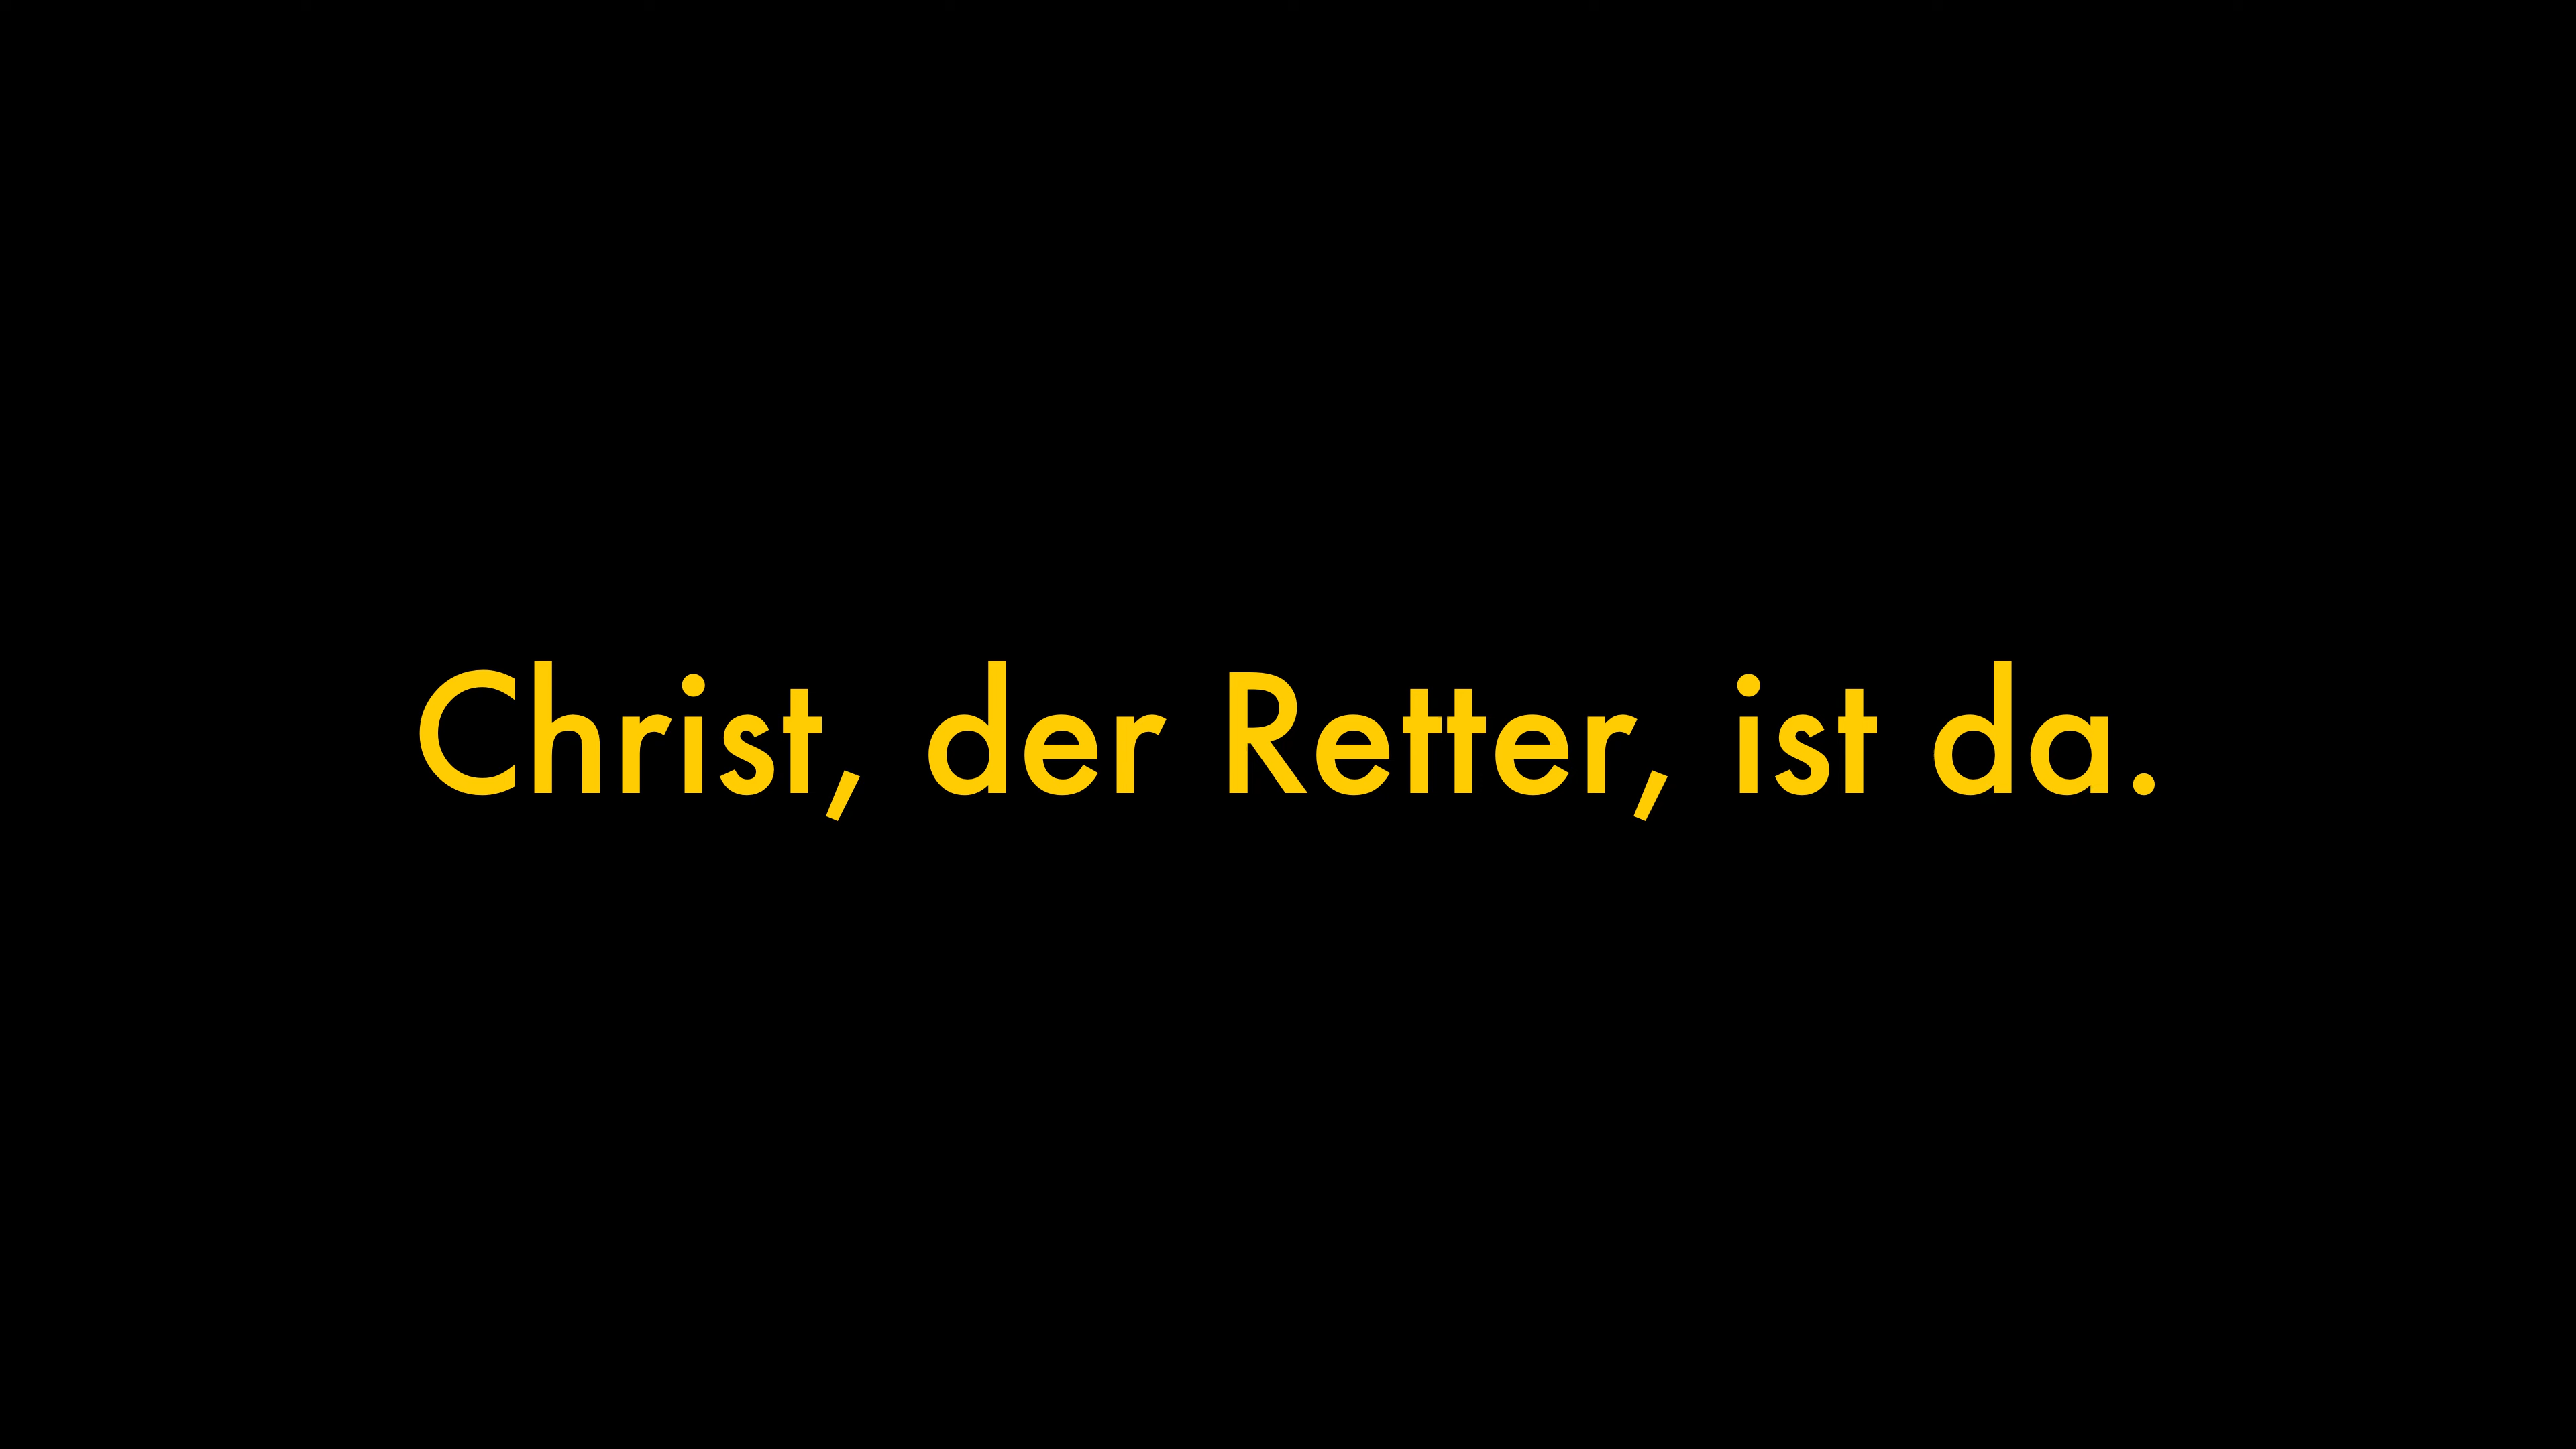 Christ, der Retter, ist da.